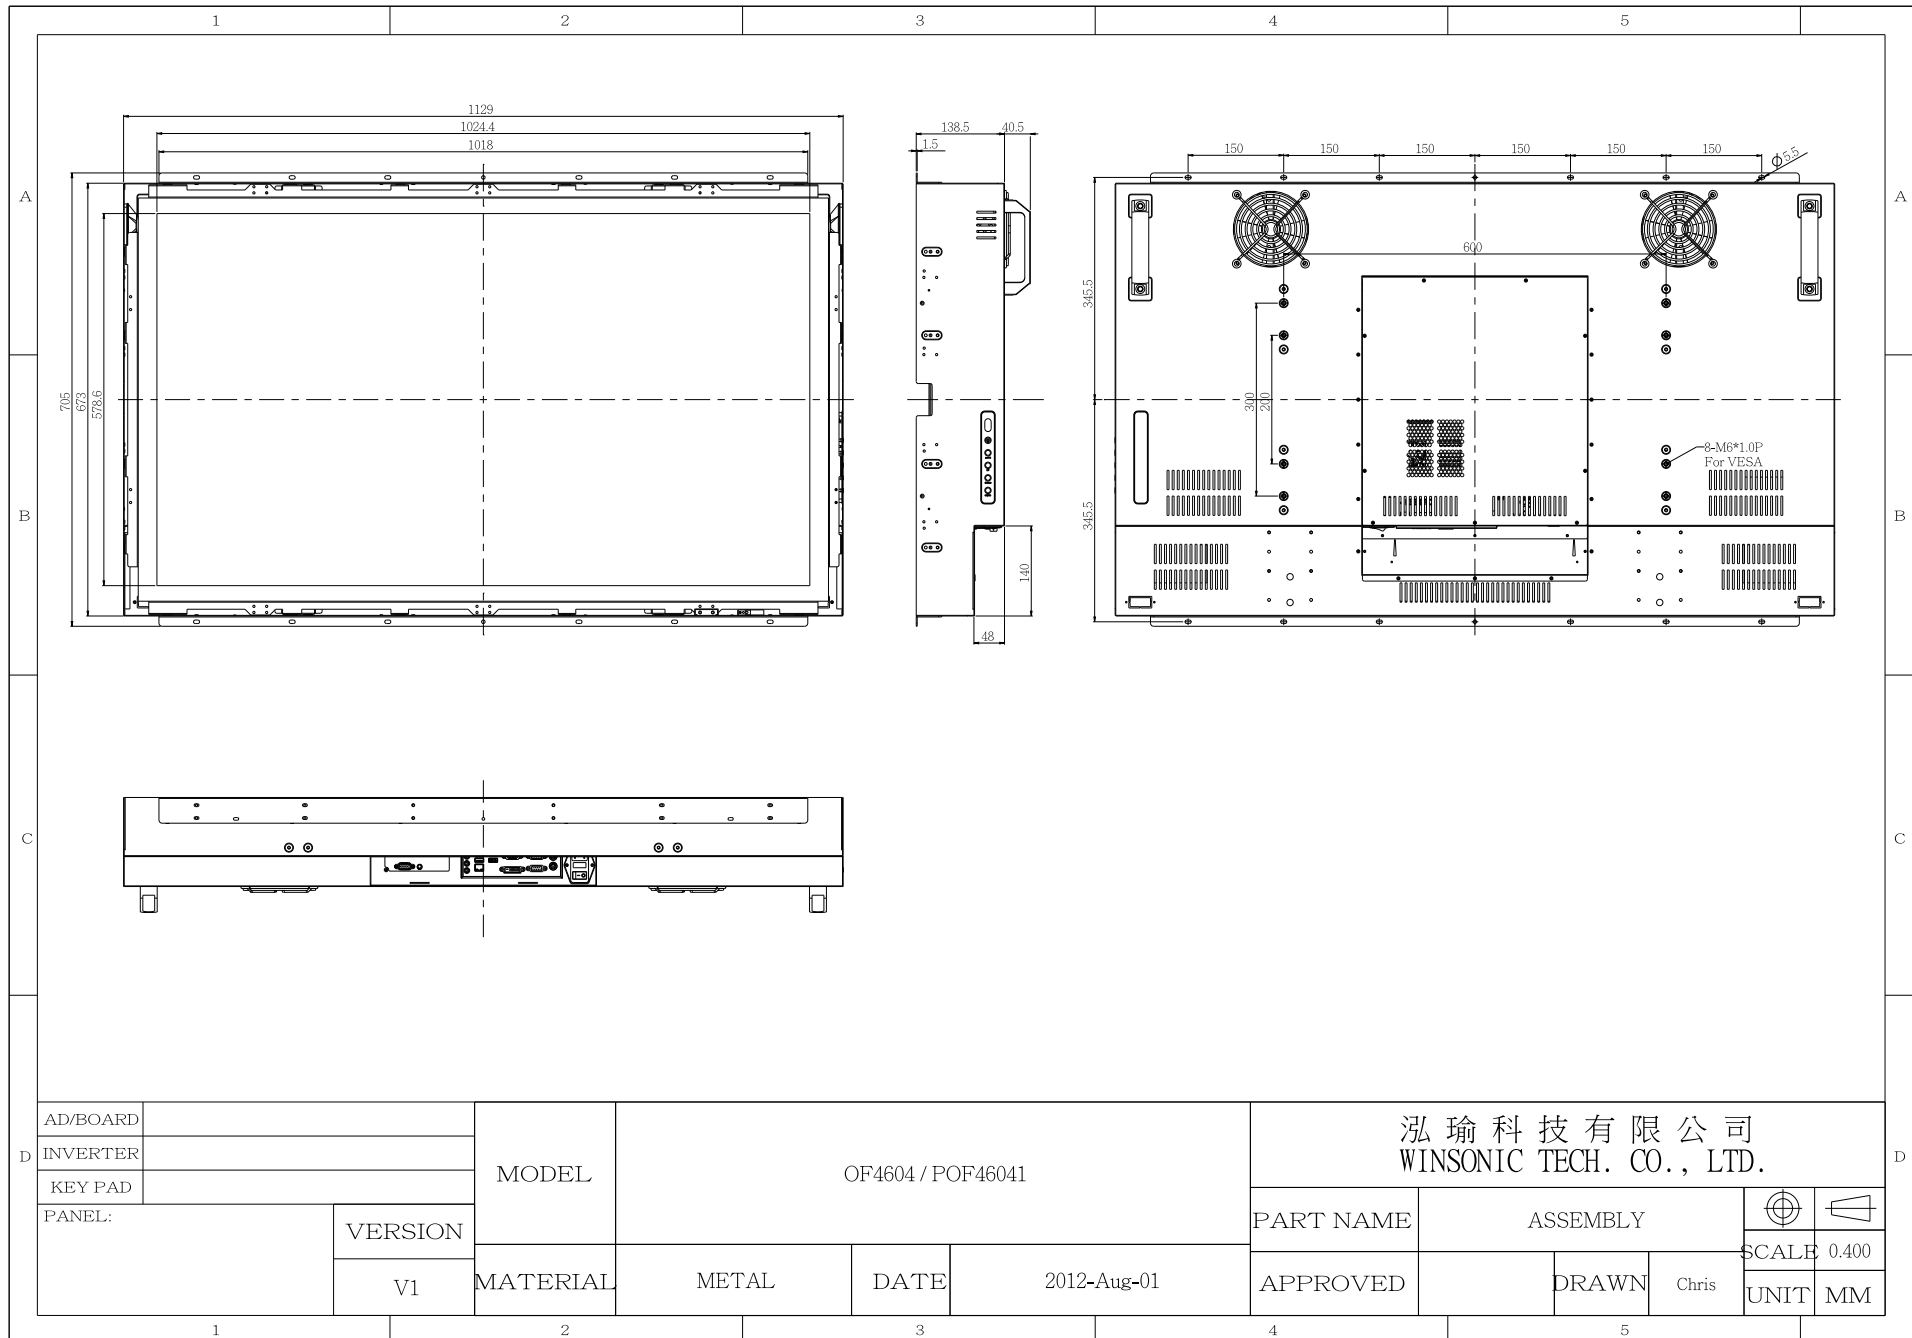 1 2 3 4 5
1129
1024.4
1018
138.5 40.5
1.5
150 150 150 150 150 150
Φ5.5
A A
600
345.5
705
673
578.6
300
200
8-M6*1.0P
For VESA
345.5
B B
140
48
C C
AD/BOARD
INVERTER
KEY PAD
PANEL:
VERSION
V1
MODEL
OF4604 / POF46041
MATERIAL METAL DATE 2012-Aug-01
泓瑜科技有限公司
WINSONIC TECH. CO., LTD.
PART NAME ASSEMBLY
SCALE 0.400
APPROVED DRAWN Chris
UNIT MM
D D
1 2 3 4 5